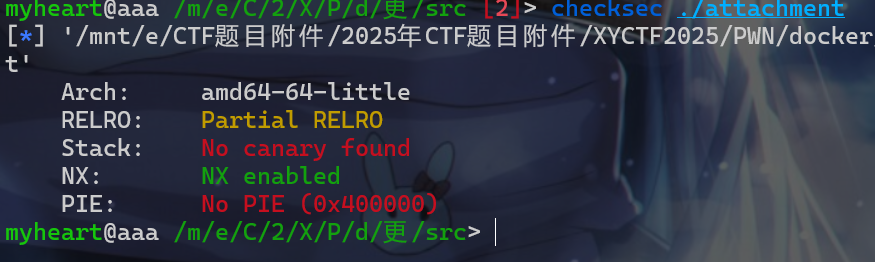 myheart@aaa /m/e/C/2/X/P/d/更/src [2]> checksec ./attachment
[*] '/mnt/e/CTF题目附件/2025年CTF题目附件/XYCTF2025/PWN/docker/
t'
    Arch:     amd64-64-little
    RELRO:    Partial RELRO
    Stack:    No canary found
    NX:       NX enabled
    PIE:      No PIE (0x400000)
myheart@aaa /m/e/C/2/X/P/d/更/src>